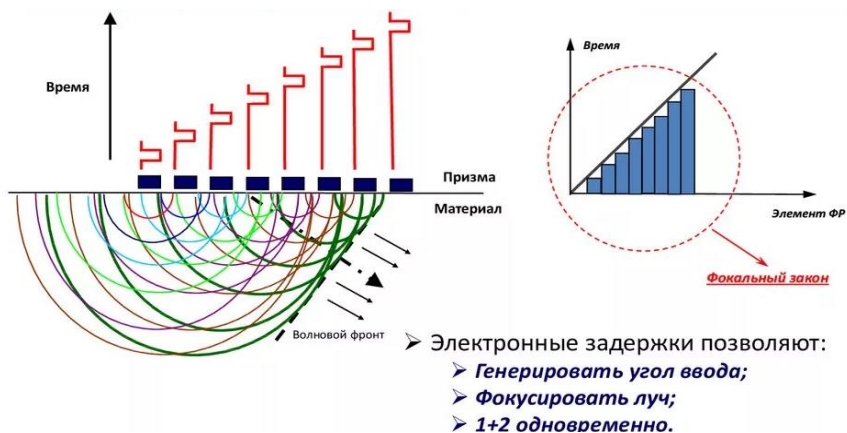 Время
Призма
Материал
Волновой фронт
Время
Элемент ФР
Фокальный закон
➢ Электронные задержки позволяют:
➢ Генерировать угол ввода;
➢ Фокусировать луч;
➢ 1+2 одновременно.